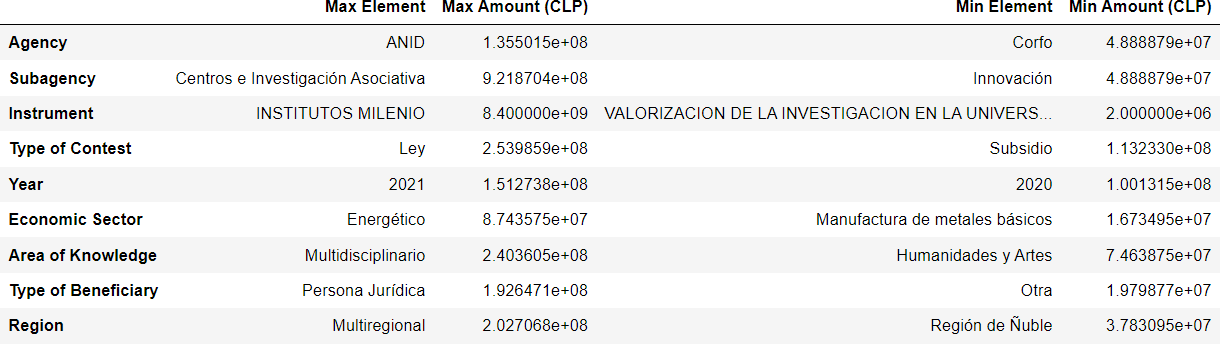 Max Element Max Amount (CLP) Min Element Min Amount (CLP)
Agency ANID 1.355015e+08 Corfo 4.888879e+07
Subagency Centros e Investigación Asociativa 9.218704e+08 Innovación 4.888879e+07
Instrument INSTITUTOS MILENIO 8.400000e+09 VALORIZACION DE LA INVESTIGACION EN LA UNIVERS... 2.000000e+06
Type of Contest Ley 2.539859e+08 Subsidio 1.132330e+08
Year 2021 1.512738e+08 2020 1.001315e+08
Economic Sector Energético 8.743575e+07 Manufactura de metales básicos 1.673495e+07
Area of Knowledge Multidisciplinario 2.403605e+08 Humanidades y Artes 7.463875e+07
Type of Beneficiary Persona Jurídica 1.926471e+08 Otra 1.979877e+07
Region Multiregional 2.027068e+08 Región de Ñuble 3.783095e+07